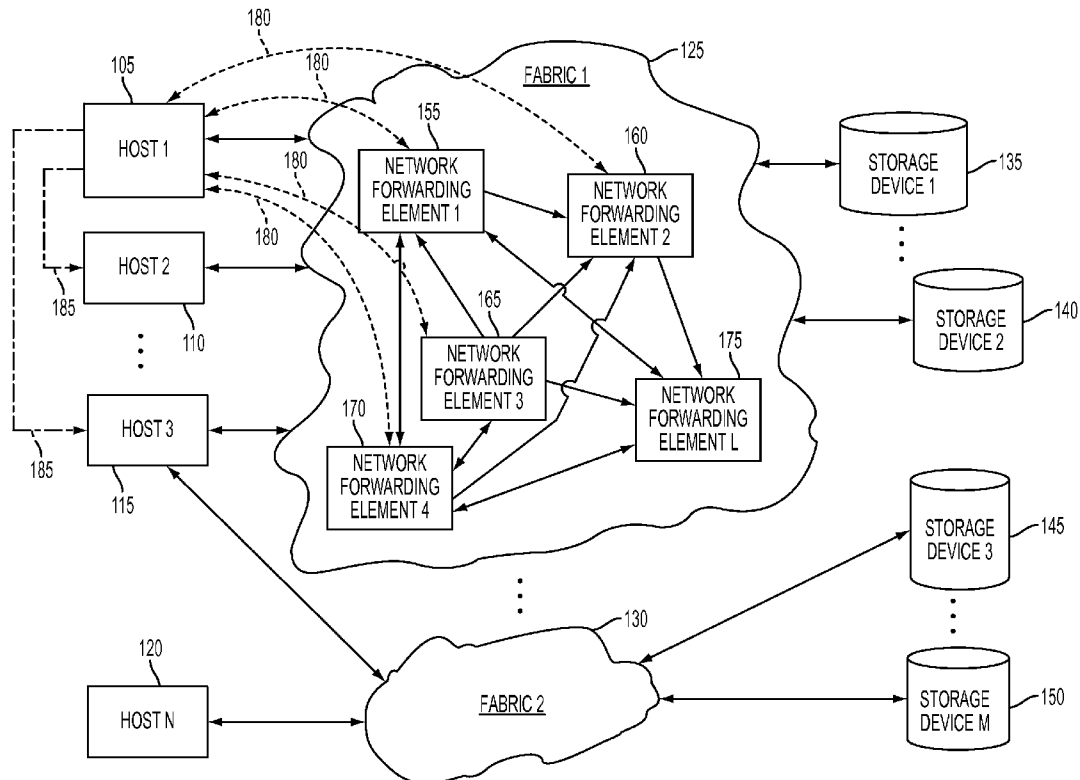 180
125
105
180
FABRIC 1
HOST 1
155
160
180
NETWORK
FORWARDING
ELEMENT 1
NETWORK
FORWARDING
ELEMENT 2
STORAGE
DEVICE 1
135
180
HOST 2
185
110
165
NETWORK
FORWARDING
ELEMENT 3
175
NETWORK
FORWARDING
ELEMENT L
STORAGE
DEVICE 2
140
HOST 3
185
115
170
NETWORK
FORWARDING
ELEMENT 4
STORAGE
DEVICE 3
145
130
120
HOST N
FABRIC 2
STORAGE
DEVICE M
150